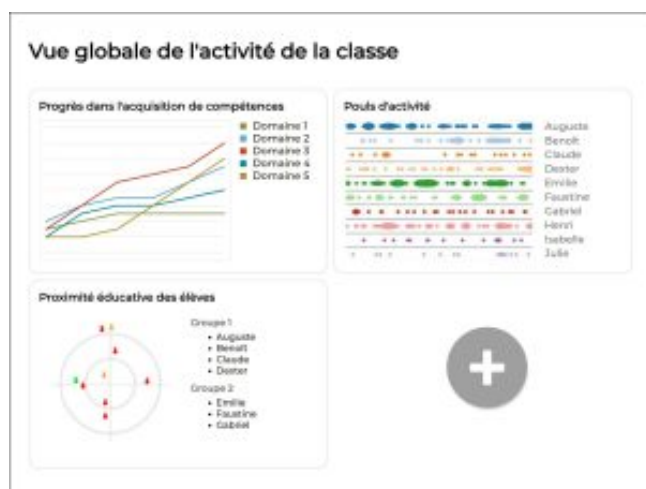 Vue globale de l'activité de la classe
Progrès dans l'acquisition de compétences
Domaine 1
Domaine 2
Domaine 3
Domaine 4
Domaine 5
Pouls d'activité
Auguste
Benoît
Claude
Dexter
Emilie
Faustine
Gabriel
Henri
Isabelle
Julie
Proximité éducative des élèves
Groupe 1
Auguste
Benoît
Claude
Dexter
Groupe 2
Emilie
Faustine
Gabriel